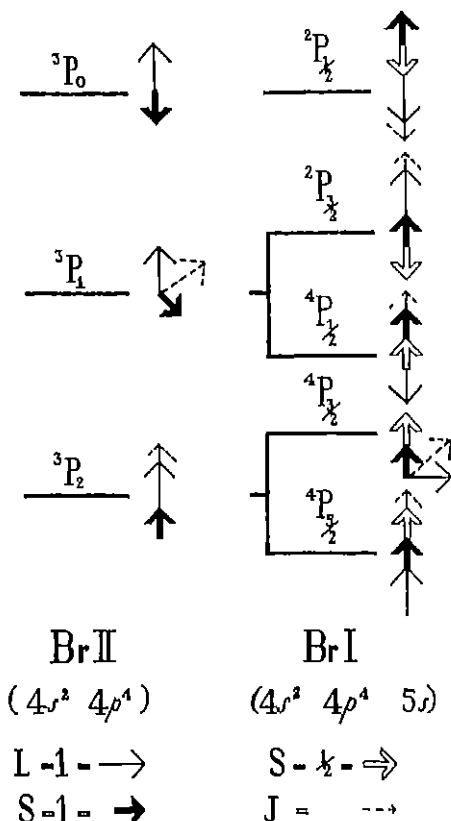 ³P₀ ²P½
²P3/2
³P₁
⁴P½
⁴P3/2
³P₂
⁴P5/2
Br II Br I
(4s² 4p⁴) (4s² 4p⁴ 5s)
L - 1 - → S - ½ - ⇨
S - 1 - → J = ⇢